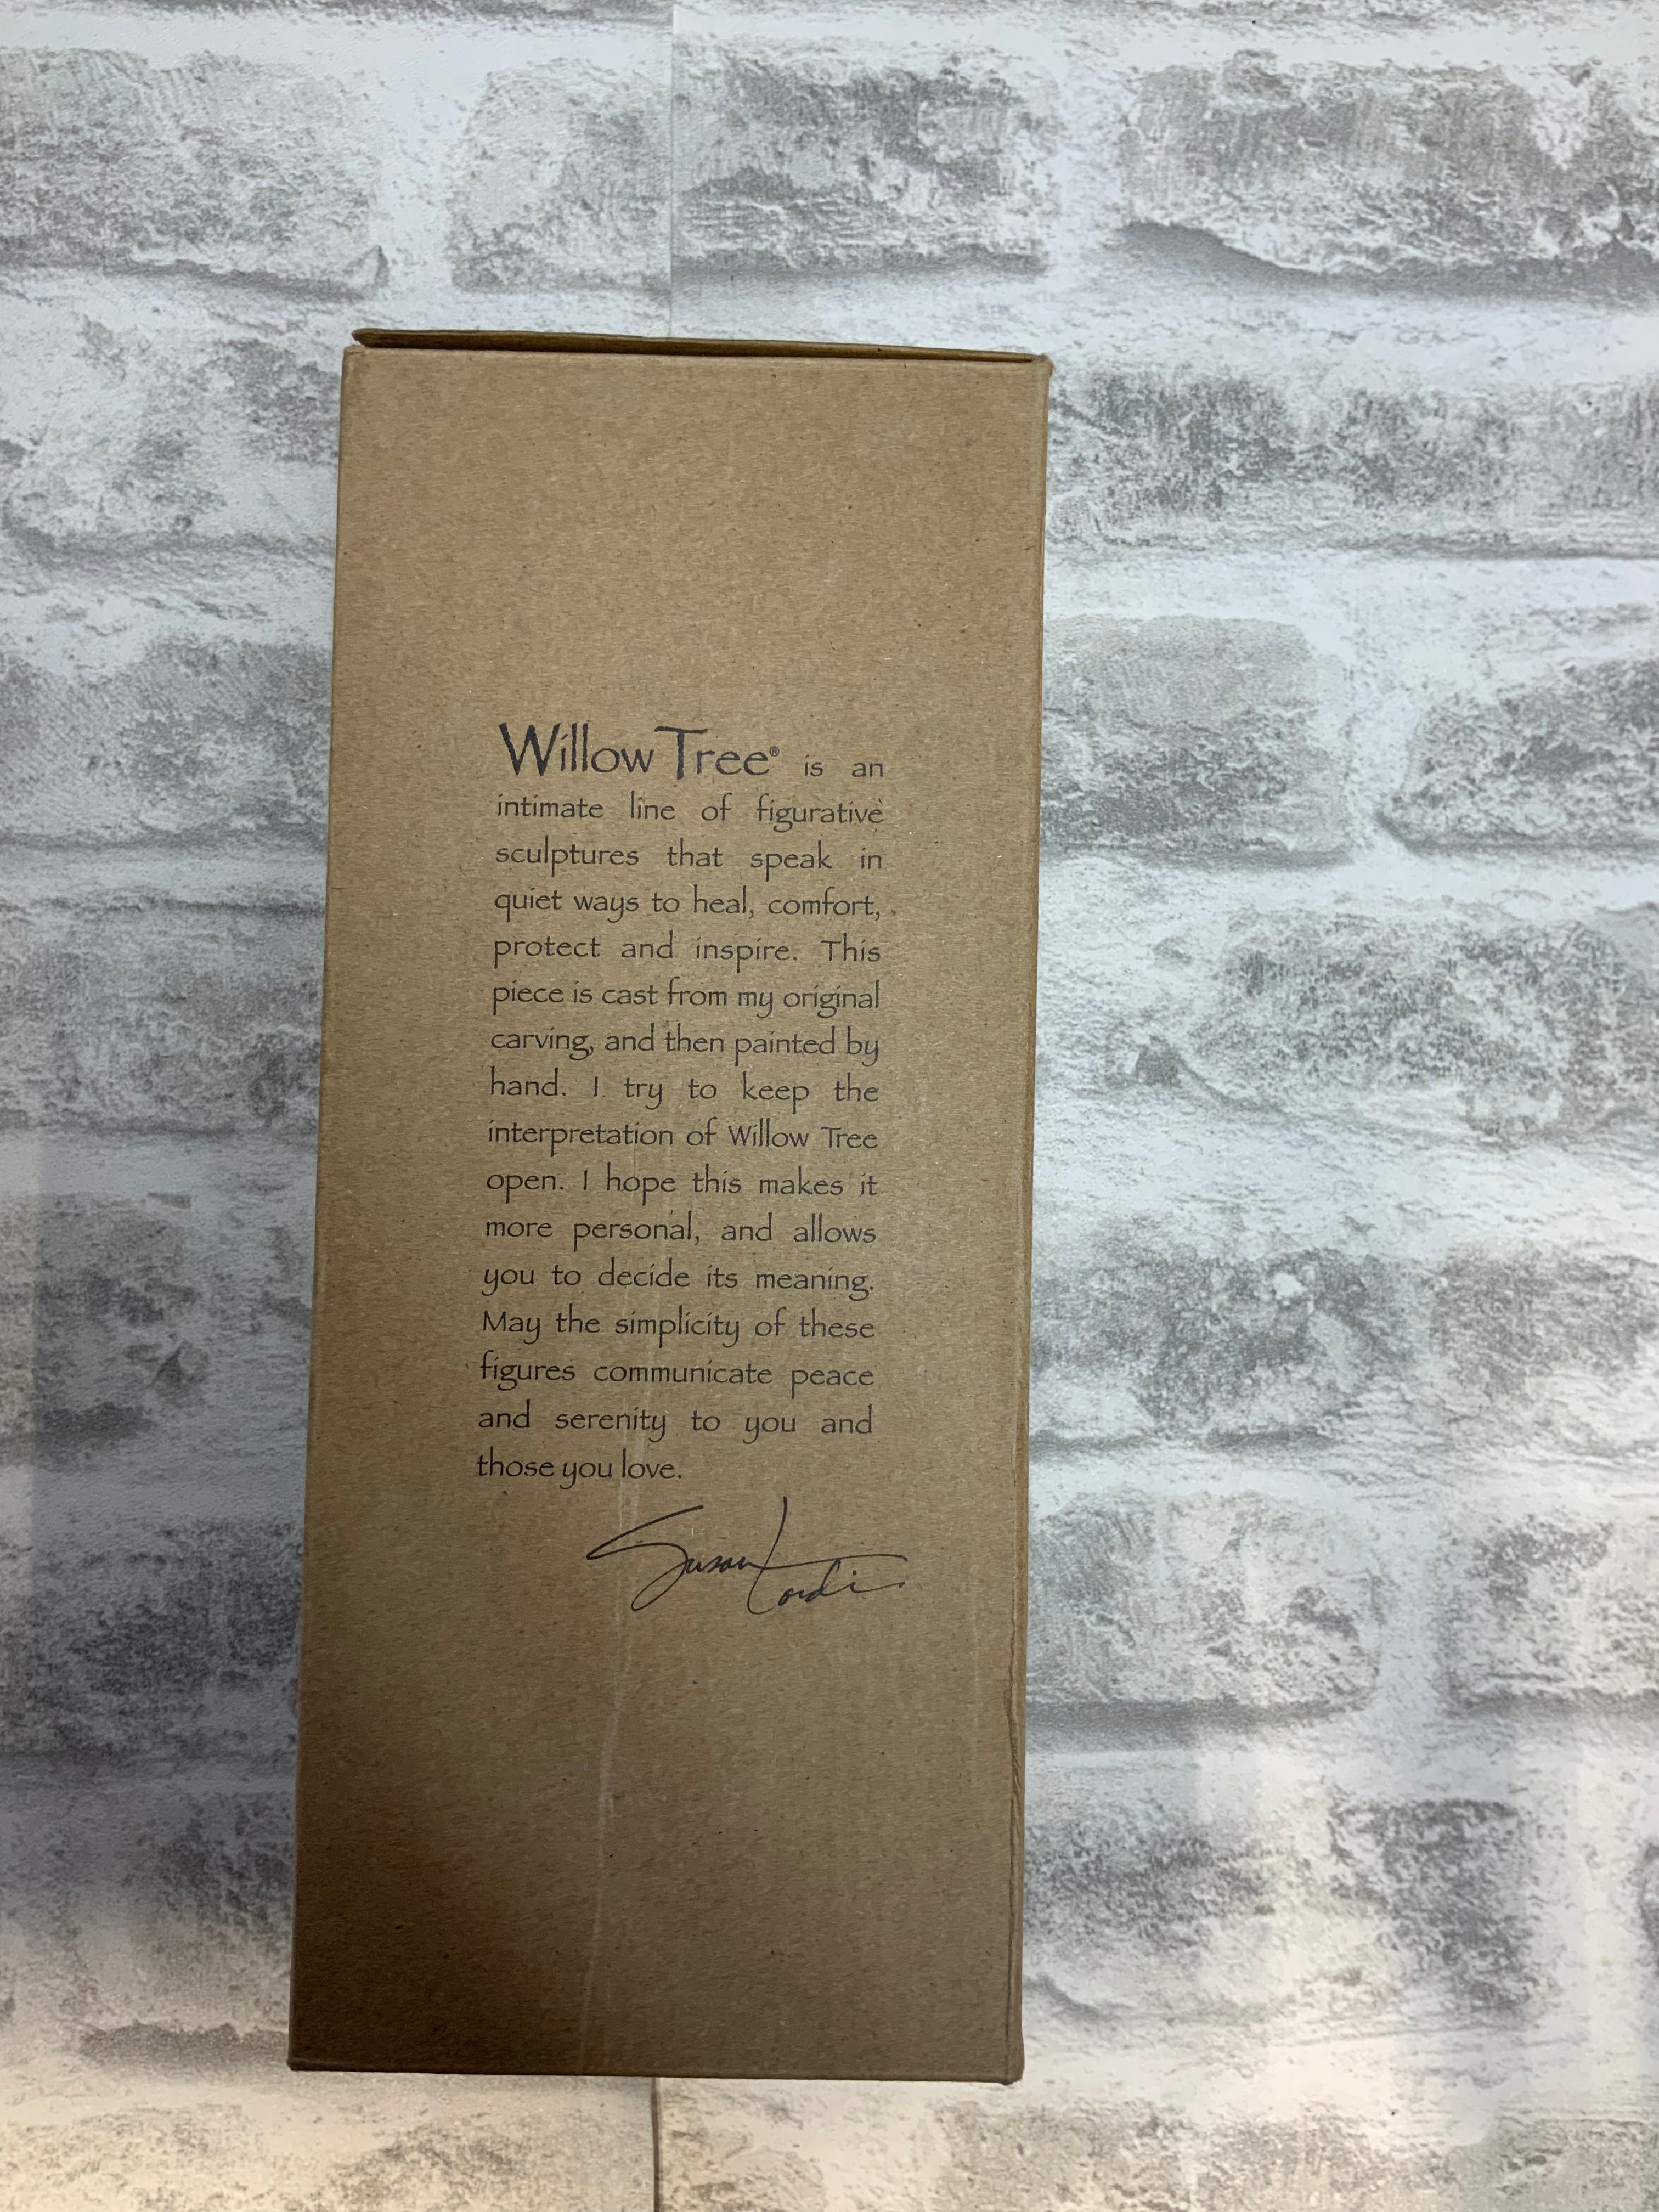 Willow Tree® is an
intimate line of figurative
sculptures that speak in
quiet ways to heal, comfort,
protect and inspire. This
piece is cast from my original
carving, and then painted by
hand. I try to keep the
interpretation of Willow Tree
open. I hope this makes it
more personal, and allows
you to decide its meaning.
May the simplicity of these
figures communicate peace
and serenity to you and
those you love.
Susan Lordi